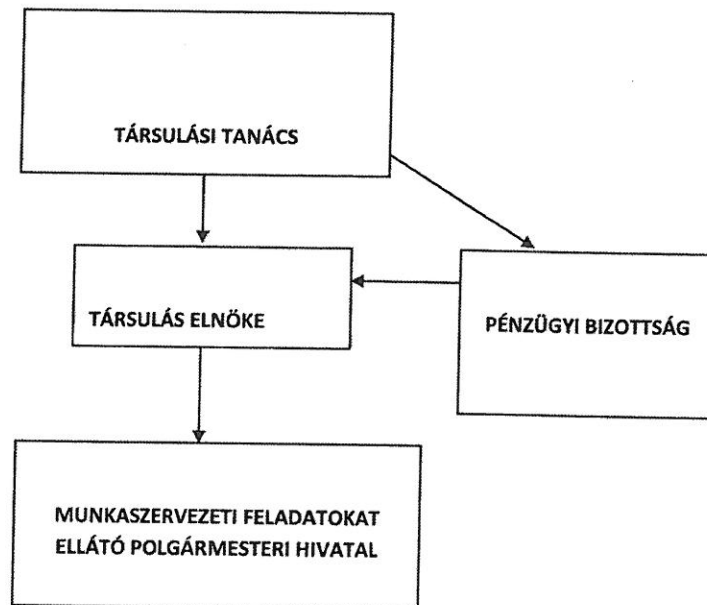 TÁRSULÁSI TANÁCS
TÁRSULÁS ELNÖKE
PÉNZÜGYI BIZOTTSÁG
MUNKASZERVEZETI FELADATOKAT
ELLÁTÓ POLGÁRMESTERI HIVATAL